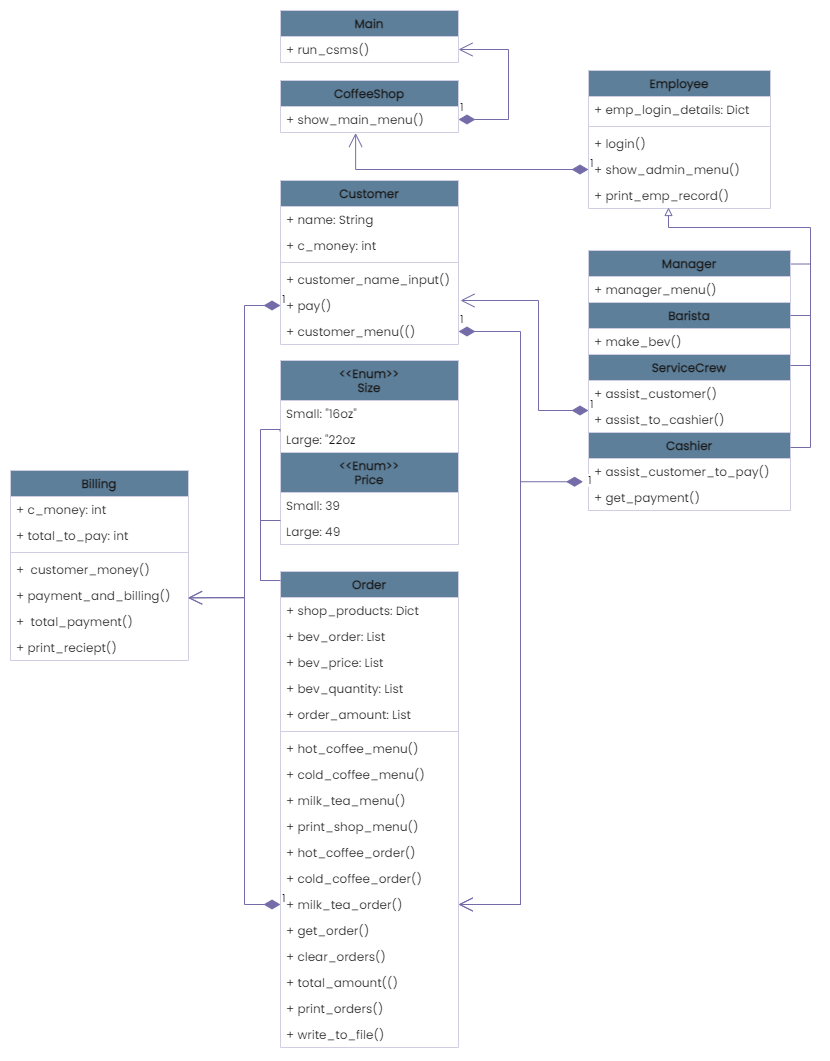 Main
+ run_csms()
CoffeeShop
+ show_main_menu()
1
Employee
+ emp_login_details: Dict
+ login()
+ show_admin_menu()
+ print_emp_record()
1
Customer
+ name: String
+ c_money: int
+ customer_name_input()
+ pay()
+ customer_menu(()
1
1
Manager
+ manager_menu()
Barista
+ make_bev()
ServiceCrew
+ assist_customer()
+ assist_to_cashier()
1
Cashier
+ assist_customer_to_pay()
+ get_payment()
1
<<Enum>>
Size
Small: "16oz"
Large: "22oz
<<Enum>>
Price
Small: 39
Large: 49
Billing
+ c_money: int
+ total_to_pay: int
+ customer_money()
+ payment_and_billing()
+ total_payment()
+ print_reciept()
Order
+ shop_products: Dict
+ bev_order: List
+ bev_price: List
+ bev_quantity: List
+ order_amount: List
+ hot_coffee_menu()
+ cold_coffee_menu()
+ milk_tea_menu()
+ print_shop_menu()
+ hot_coffee_order()
+ cold_coffee_order()
1
+ milk_tea_order()
+ get_order()
+ clear_orders()
+ total_amount(()
+ print_orders()
+ write_to_file()